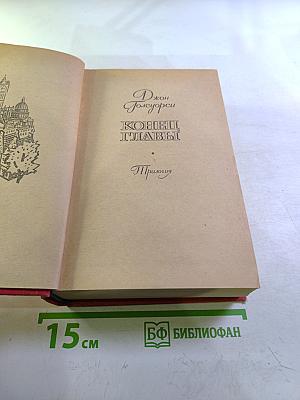 Джон
Голсуорси
КОНЕЦ
ГЛАВЫ
Трилогия
15 см
БФ БИБЛИОФАН